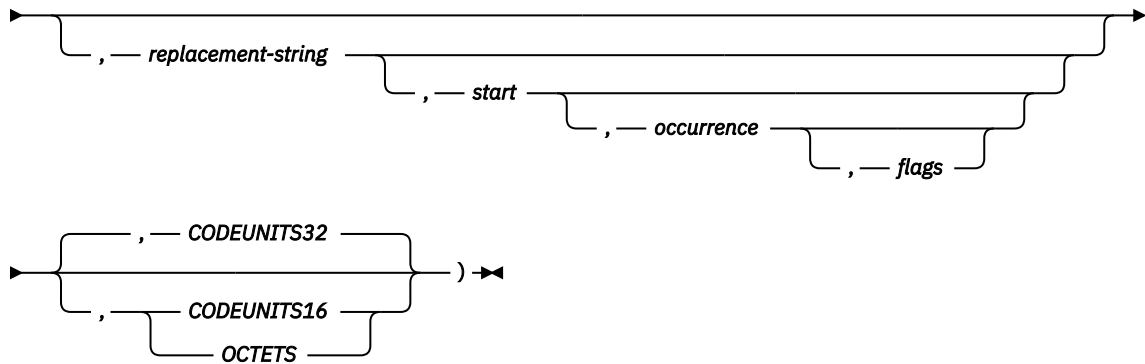 , replacement-string
, start
, occurrence
, flags
, CODEUNITS32
)
, CODEUNITS16
OCTETS